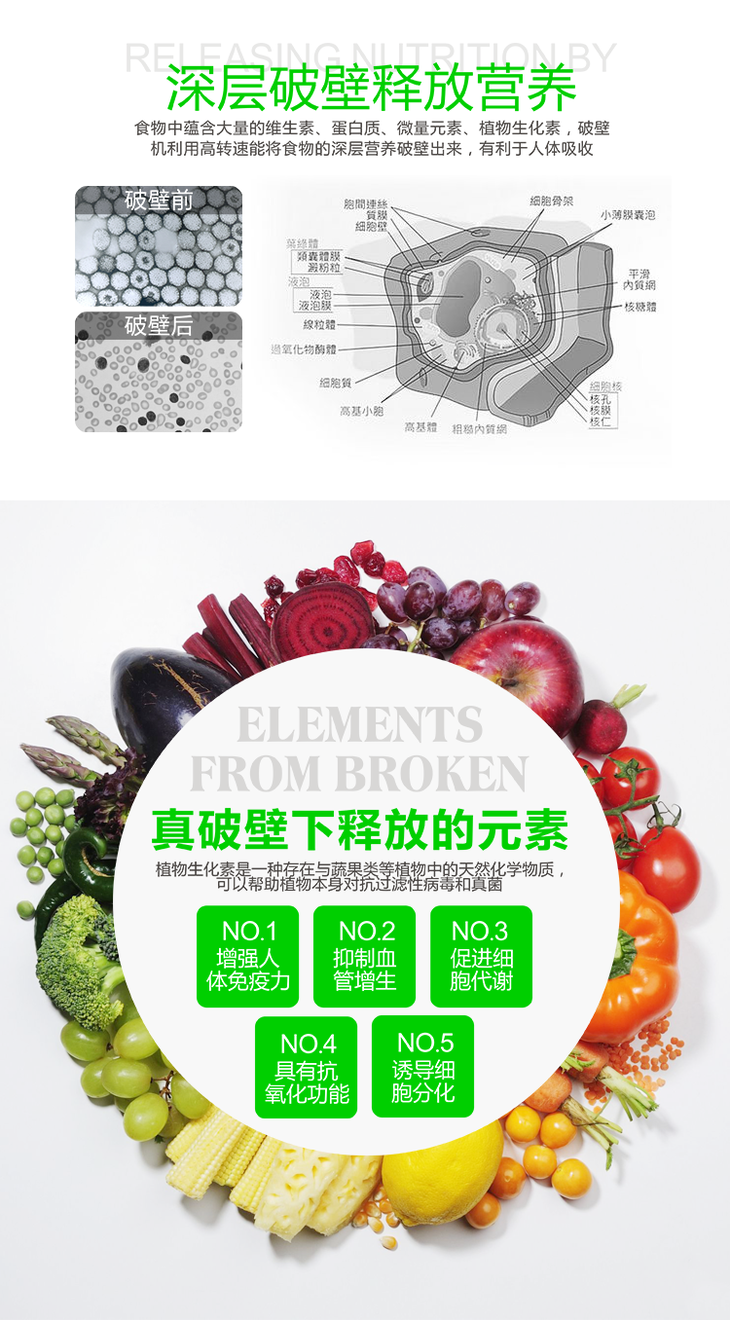 RELEASING NUTRITION BY
深层破壁释放营养
食物中蕴含大量的维生素、蛋白质、微量元素、植物生化素，破壁
机利用高转速能将食物的深层营养破壁出来，有利于人体吸收
破壁前
破壁后
胞間連絲
質膜
細胞壁
葉綠體
類囊體膜
澱粉粒
液泡
液泡
液泡膜
線粒體
過氧化物酶體
細胞質
高基小胞
高基體
粗糙內質網
細胞骨架
小薄膜囊泡
平滑
內質網
核糖體
細胞核
核孔
核膜
核仁
ELEMENTS
FROM BROKEN
真破壁下释放的元素
植物生化素是一种存在与蔬果类等植物中的天然化学物质，
可以帮助植物本身对抗过滤性病毒和真菌
NO.1
增强人
体免疫力
NO.2
抑制血
管增生
NO.3
促进细
胞代谢
NO.4
具有抗
氧化功能
NO.5
诱导细
胞分化